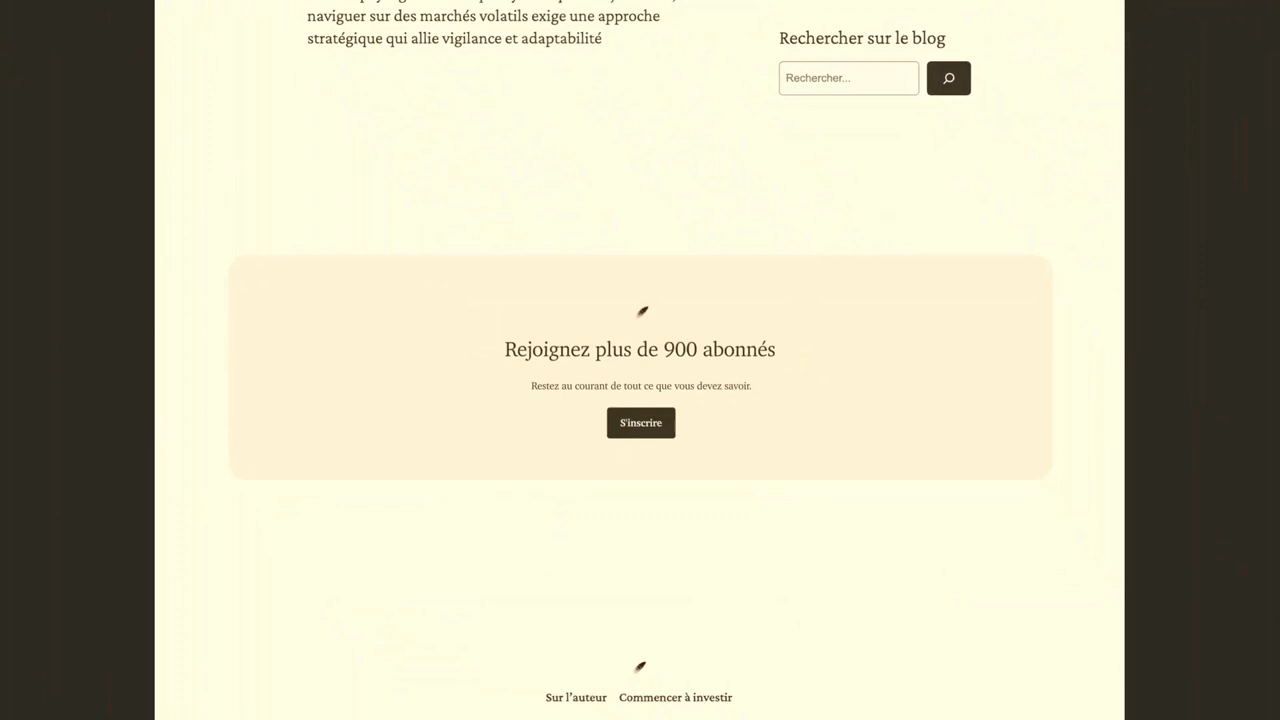 naviguer sur des marchés volatils exige une approche
stratégique qui allie vigilance et adaptabilité
Rechercher sur le blog
Rechercher...
Rejoignez plus de 900 abonnés
Restez au courant de tout ce que vous devez savoir.
S'inscrire
Sur l'auteur Commencer à investir